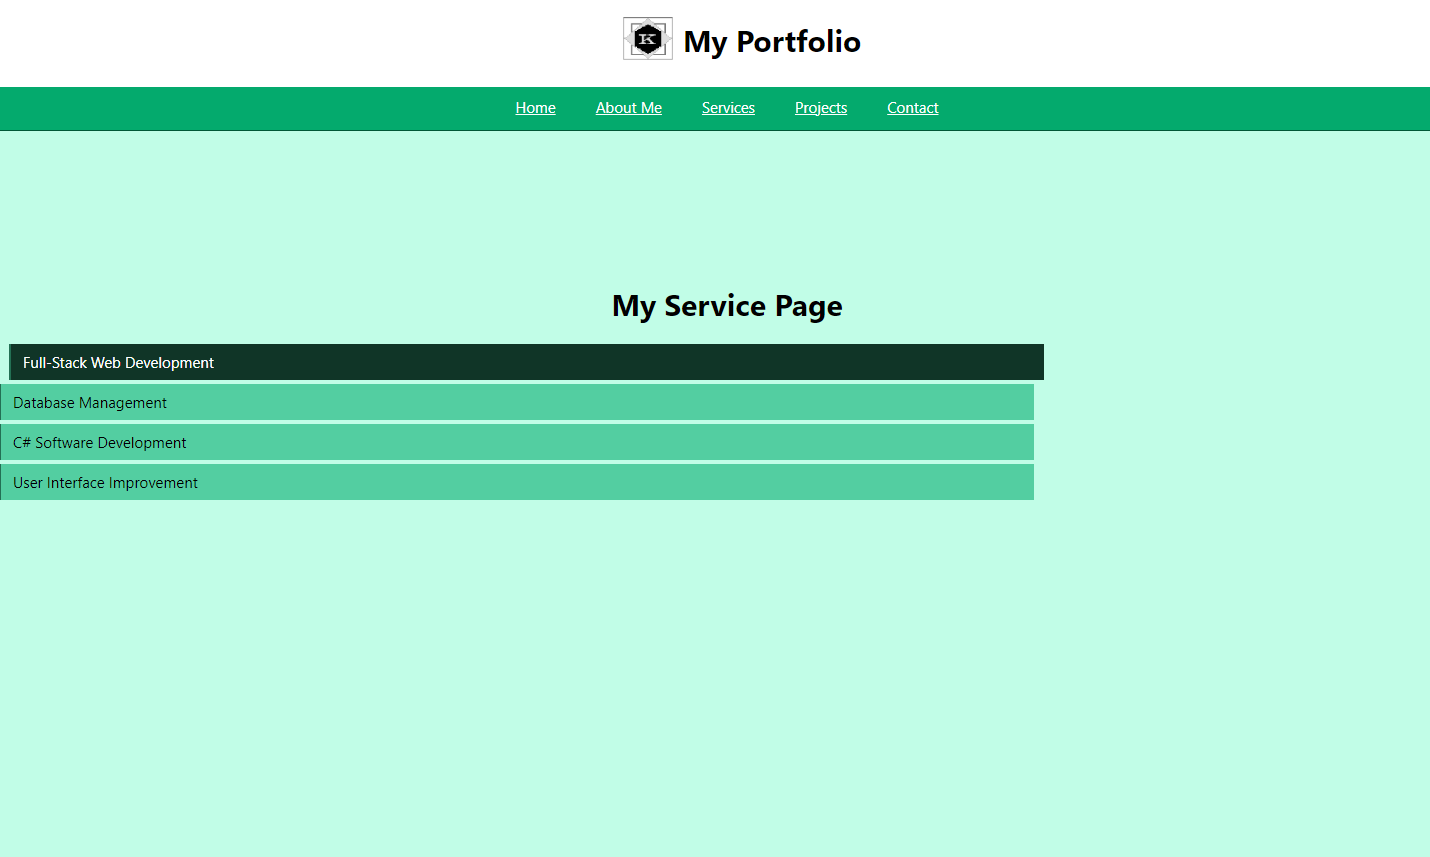 K My Portfolio
Home About Me Services Projects Contact
My Service Page
Full-Stack Web Development
Database Management
C# Software Development
User Interface Improvement